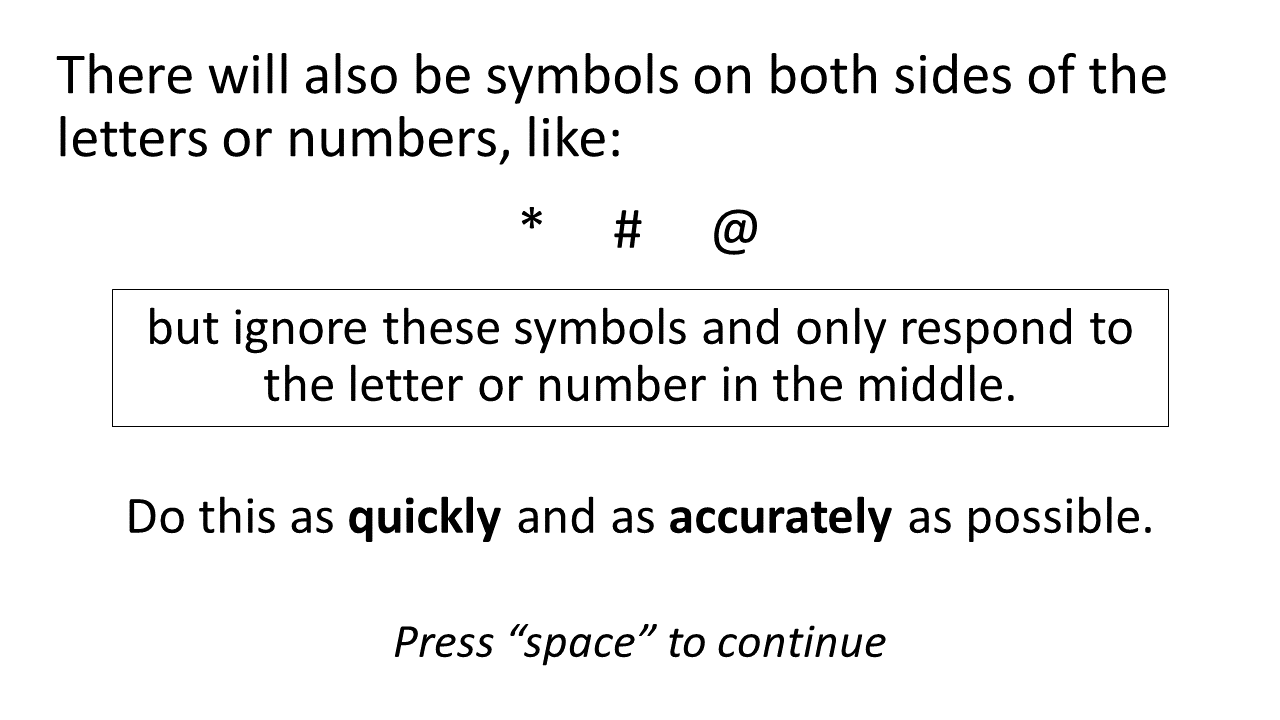 There will also be symbols on both sides of the
letters or numbers, like:
* # @
but ignore these symbols and only respond to
the letter or number in the middle.
Do this as quickly and as accurately as possible.
Press “space” to continue